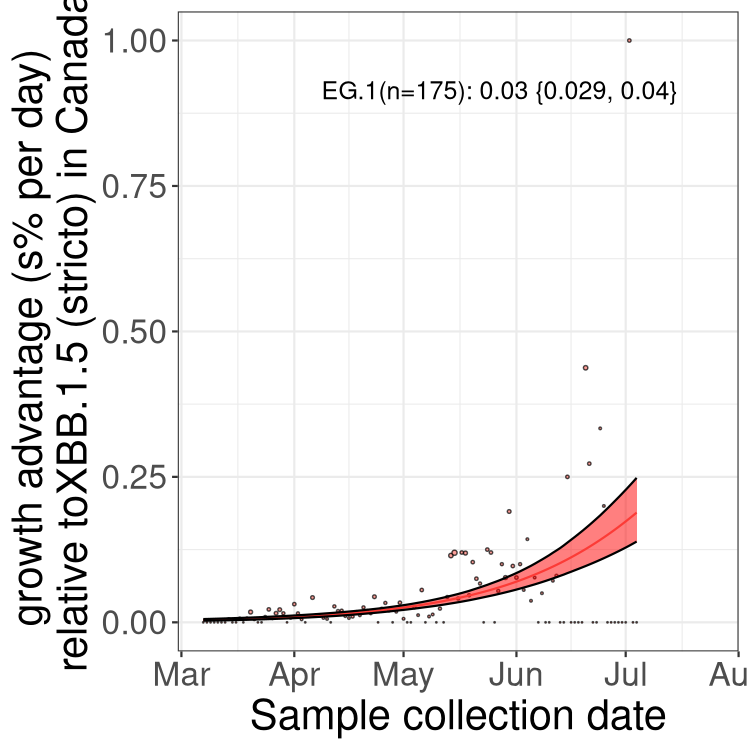 growth advantage (s% per day)
relative toXBB.1.5 (stricto) in Canada
1.00
0.75
0.50
0.25
0.00
EG.1(n=175): 0.03 {0.029, 0.04}
Mar Apr May Jun Jul Au
Sample collection date